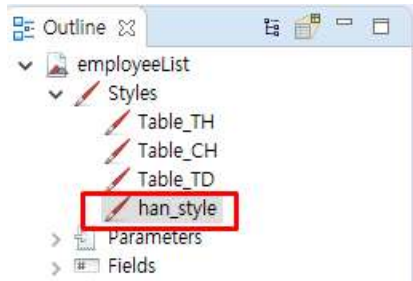 Outline
employeeList
Styles
Table_TH
Table_CH
Table_TD
han_style
Parameters
Fields